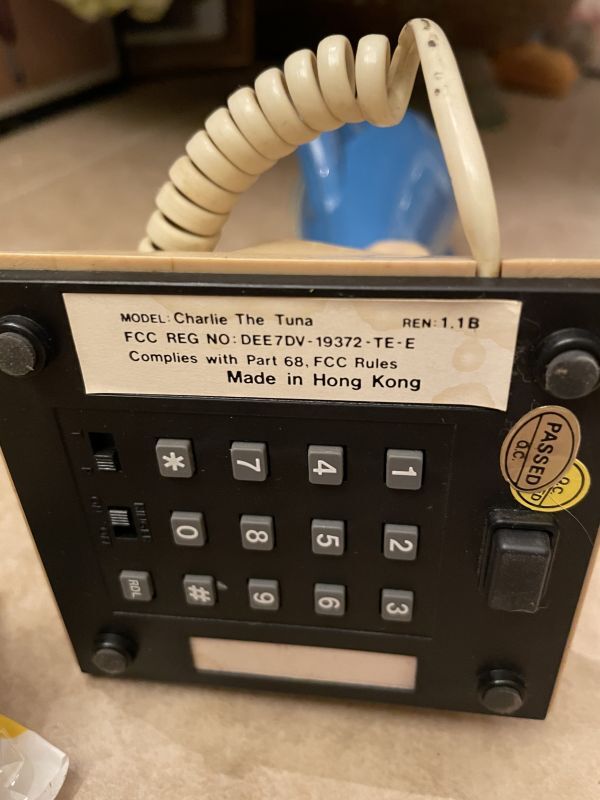 MODEL: Charlie The Tuna REN: 1.1B
FCC REG NO: DEE7DV-19372-TE-E
Complies with Part 68, FCC Rules
Made in Hong Kong
PASSED
Q.C.
Q.C.
* 7 4 1
0 8 5 2
RDL # 9 6 3